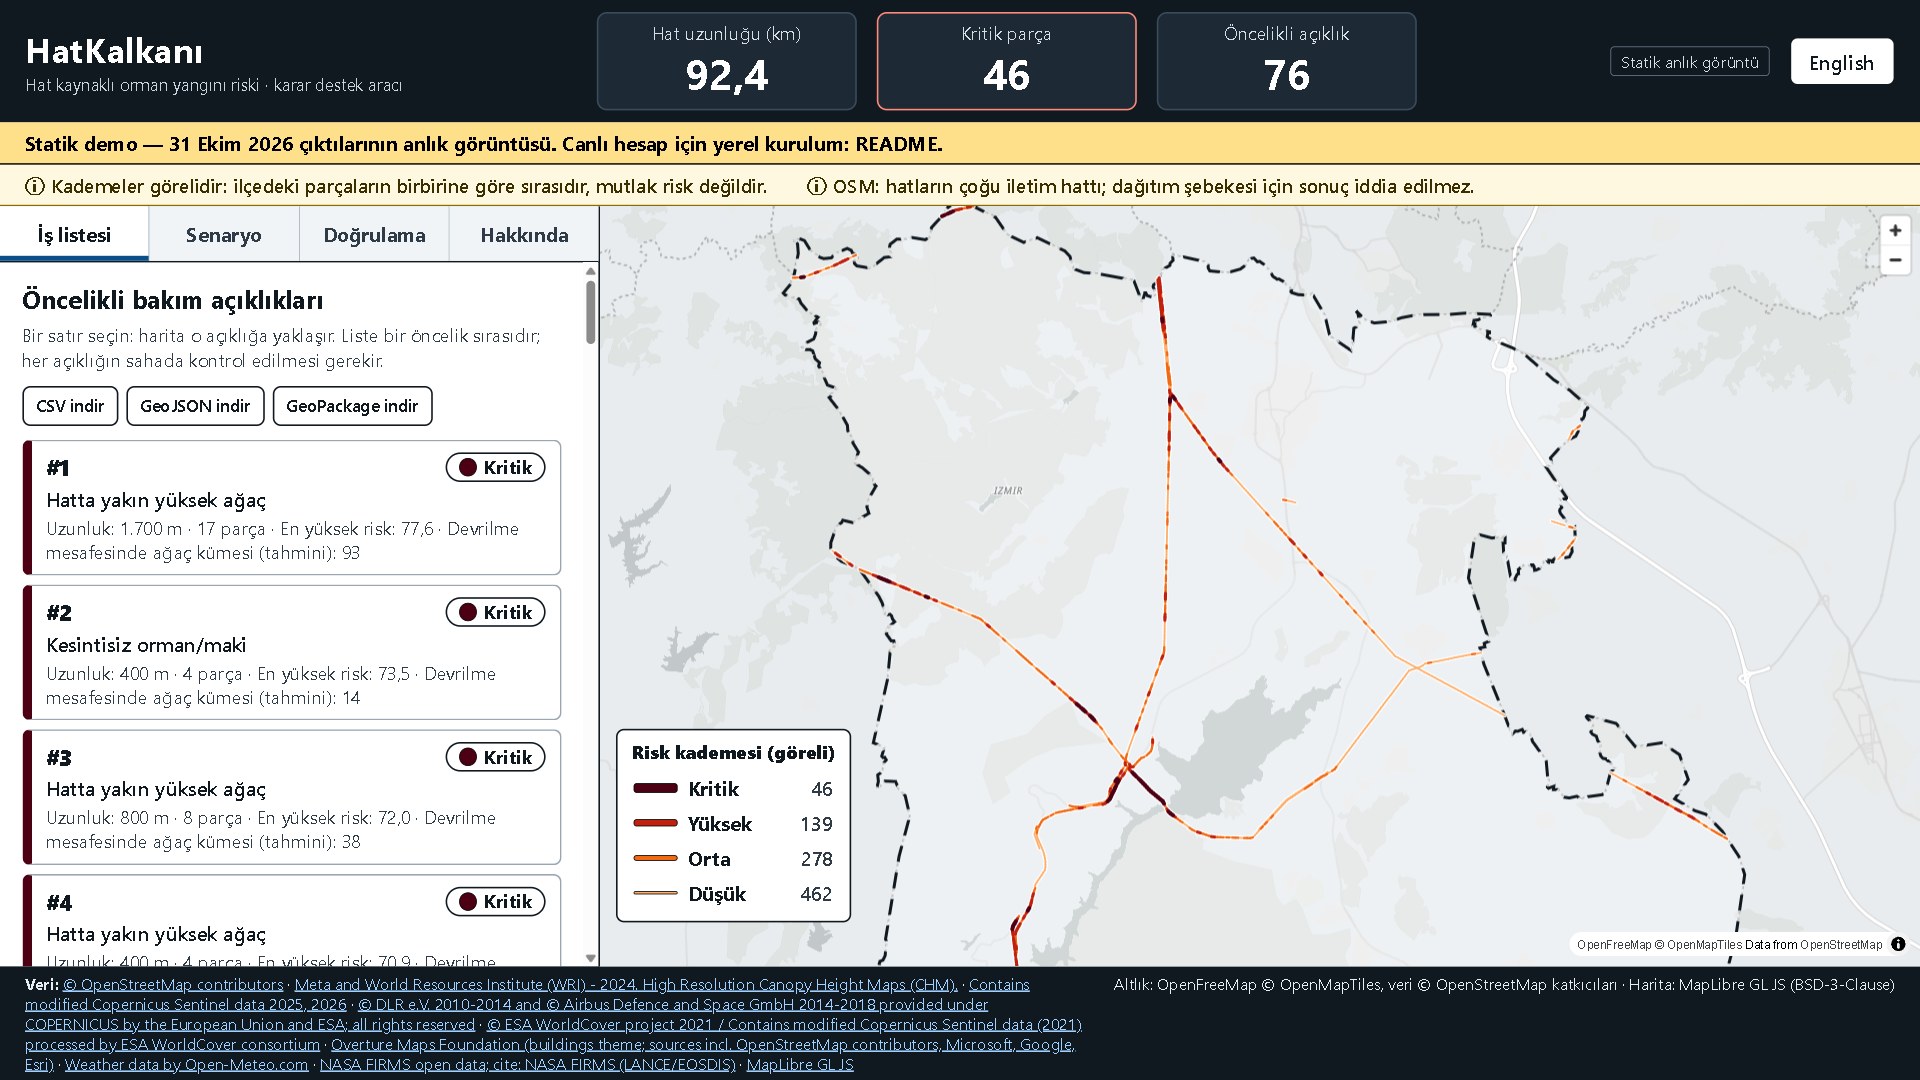 HatKalkanı
Hat kaynaklı orman yangını riski · karar destek aracı
Hat uzunluğu (km)
92,4
Kritik parça
46
Öncelikli açıklık
76
Statik anlık görüntü
English
Statik demo — 31 Ekim 2026 çıktılarının anlık görüntüsü. Canlı hesap için yerel kurulum: README.
ⓘ Kademeler görelidir: ilçedeki parçaların birbirine göre sırasıdır, mutlak risk değildir.
ⓘ OSM: hatların çoğu iletim hattı; dağıtım şebekesi için sonuç iddia edilmez.
İş listesi
Senaryo
Doğrulama
Hakkında
Öncelikli bakım açıklıkları
Bir satır seçin: harita o açıklığa yaklaşır. Liste bir öncelik sırasıdır;
her açıklığın sahada kontrol edilmesi gerekir.
CSV indir
GeoJSON indir
GeoPackage indir
#1
Kritik
Hatta yakın yüksek ağaç
Uzunluk: 1.700 m · 17 parça · En yüksek risk: 77,6 · Devrilme
mesafesinde ağaç kümesi (tahmini): 93
#2
Kritik
Kesintisiz orman/maki
Uzunluk: 400 m · 4 parça · En yüksek risk: 73,5 · Devrilme
mesafesinde ağaç kümesi (tahmini): 14
#3
Kritik
Hatta yakın yüksek ağaç
Uzunluk: 800 m · 8 parça · En yüksek risk: 72,0 · Devrilme
mesafesinde ağaç kümesi (tahmini): 38
#4
Kritik
Hatta yakın yüksek ağaç
Uzunluk: 400 m · 4 parça · En yüksek risk: 70,9 · Devrilme
IZMIR
+
−
Risk kademesi (göreli)
Kritik 46
Yüksek 139
Orta 278
Düşük 462
OpenFreeMap © OpenMapTiles Data from OpenStreetMap
Veri: © OpenStreetMap contributors · Meta and World Resources Institute (WRI) - 2024. High Resolution Canopy Height Maps (CHM). · Contains
modified Copernicus Sentinel data 2025, 2026 · © DLR e.V. 2010-2014 and © Airbus Defence and Space GmbH 2014-2018 provided under
COPERNICUS by the European Union and ESA; all rights reserved · © ESA WorldCover project 2021 / Contains modified Copernicus Sentinel data (2021)
processed by ESA WorldCover consortium · Overture Maps Foundation (buildings theme; sources incl. OpenStreetMap contributors, Microsoft, Google,
Esri) · Weather data by Open-Meteo.com · NASA FIRMS open data; cite: NASA FIRMS (LANCE/EOSDIS) · MapLibre GL JS
Altlık: OpenFreeMap © OpenMapTiles, veri © OpenStreetMap katkıcıları · Harita: MapLibre GL JS (BSD-3-Clause)